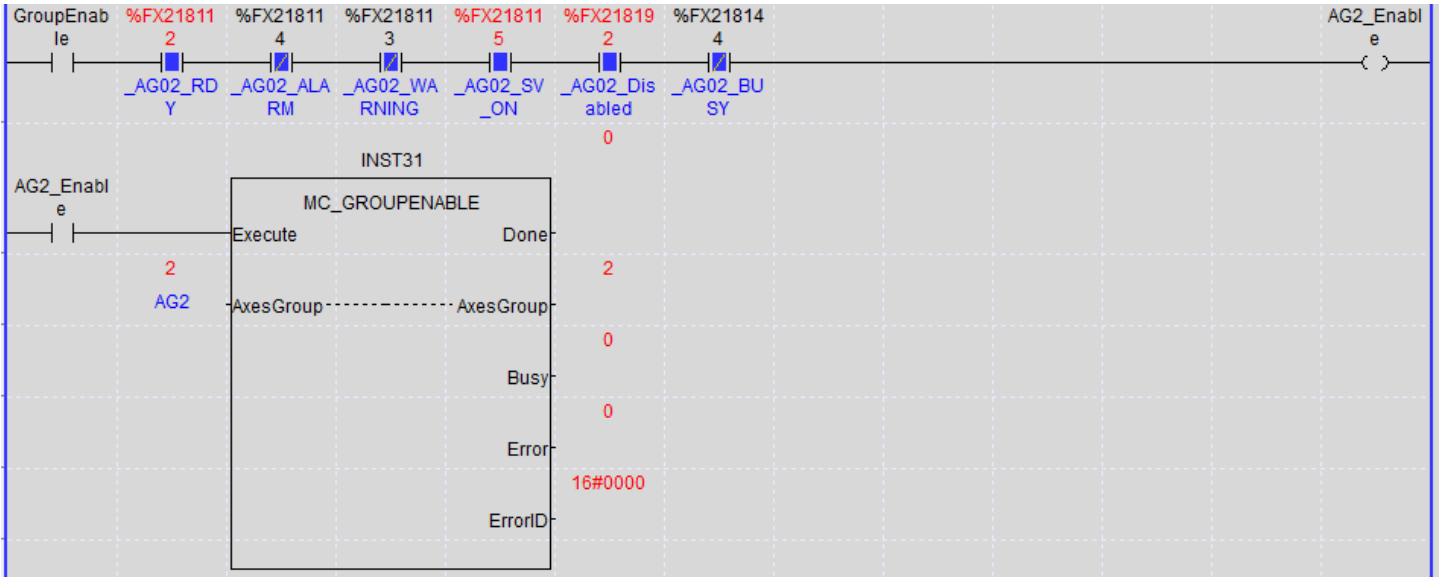 GroupEnab %FX21811 %FX21811 %FX21811 %FX21811 %FX21819 %FX21814 AG2_Enabl
le 2 4 3 5 2 4 e
_AG02_RD _AG02_ALA _AG02_WA _AG02_SV _AG02_Dis _AG02_BU
Y RM RNING _ON abled SY
0
INST31
AG2_Enabl
e
MC_GROUPENABLE
Execute Done
2 2
AG2 AxesGroup AxesGroup
0
Busy
0
Error
16#0000
ErrorID